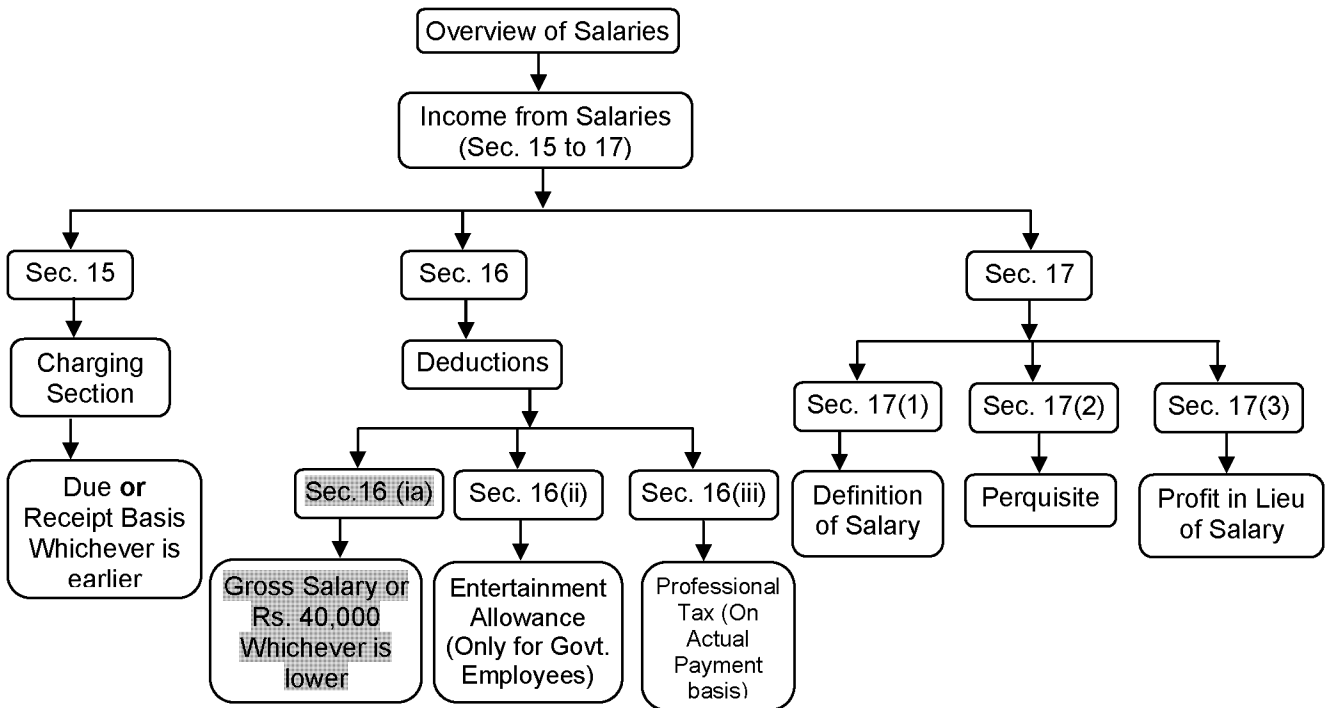 Overview of Salaries
Income from Salaries
(Sec. 15 to 17)
Sec. 15
Sec. 16
Sec. 17
Charging
Section
Deductions
Sec. 17(1)
Sec. 17(2)
Sec. 17(3)
Due or
Receipt Basis
Whichever is
earlier
Sec.16 (ia)
Sec. 16(ii)
Sec. 16(iii)
Definition
of Salary
Perquisite
Profit in Lieu
of Salary
Gross Salary or
Rs. 40,000
Whichever is
lower
Entertainment
Allowance
(Only for Govt.
Employees)
Professional
Tax (On
Actual
Payment
basis)